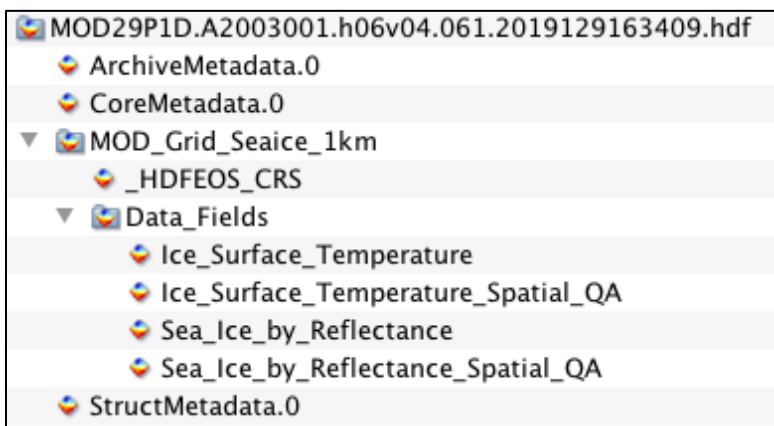 MOD29P1D.A2003001.h06v04.061.2019129163409.hdf
ArchiveMetadata.0
CoreMetadata.0
MOD_Grid_Seaice_1km
_HDFEOS_CRS
Data_Fields
Ice_Surface_Temperature
Ice_Surface_Temperature_Spatial_QA
Sea_Ice_by_Reflectance
Sea_Ice_by_Reflectance_Spatial_QA
StructMetadata.0